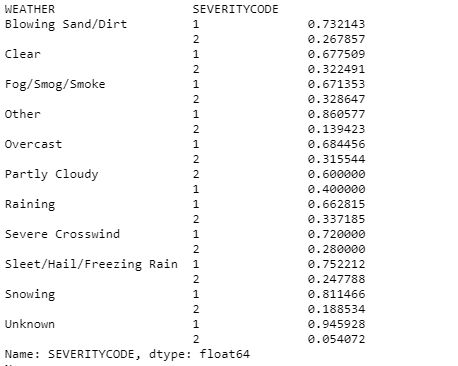 WEATHER                 SEVERITYCODE
Blowing Sand/Dirt       1               0.732143
                        2               0.267857
Clear                   1               0.677509
                        2               0.322491
Fog/Smog/Smoke          1               0.671353
                        2               0.328647
Other                   1               0.860577
                        2               0.139423
Overcast                1               0.684456
                        2               0.315544
Partly Cloudy           2               0.600000
                        1               0.400000
Raining                 1               0.662815
                        2               0.337185
Severe Crosswind        1               0.720000
                        2               0.280000
Sleet/Hail/Freezing Rain  1             0.752212
                        2               0.247788
Snowing                 1               0.811466
                        2               0.188534
Unknown                 1               0.945928
                        2               0.054072
Name: SEVERITYCODE, dtype: float64